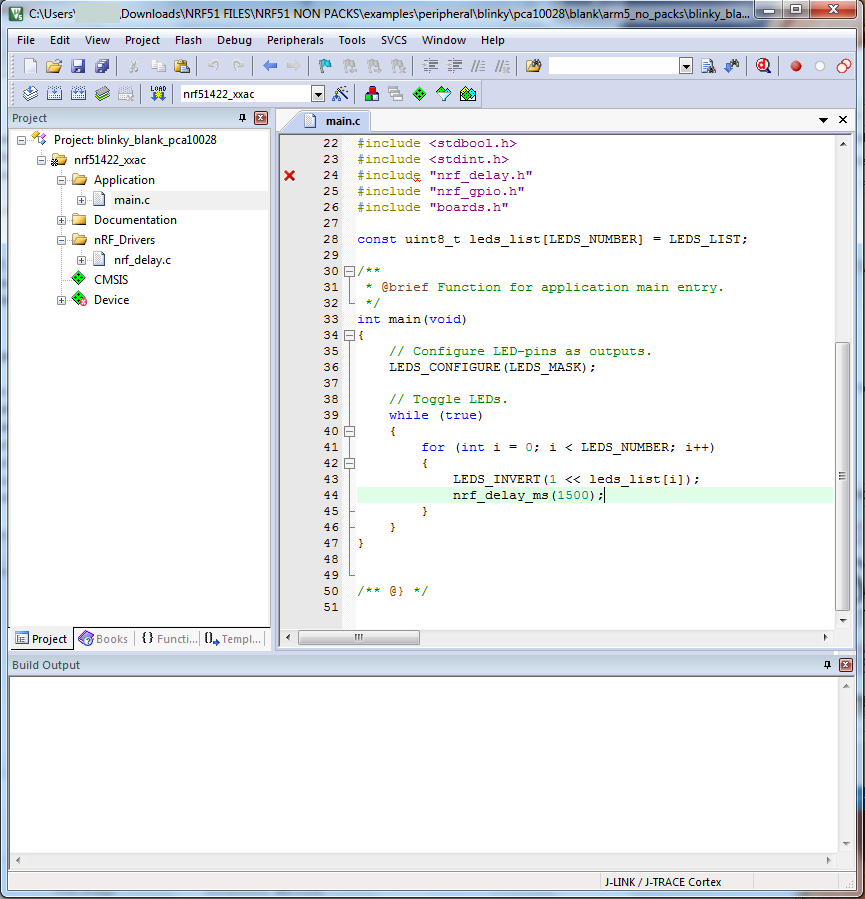 C:\Users\ ,Downloads\NRF51 FILES\NRF51 NON PACKS\examples\peripheral\blinky\pca10028\blank\arm5_no_packs\blinky_bla...
File Edit View Project Flash Debug Peripherals Tools SVCS Window Help
LOAD nrf51422_xxac
Project
main.c
Project: blinky_blank_pca10028
nrf51422_xxac
Application
main.c
Documentation
nRF_Drivers
nrf_delay.c
CMSIS
Device
22 #include <stdbool.h>
23 #include <stdint.h>
24 #include "nrf_delay.h"
25 #include "nrf_gpio.h"
26 #include "boards.h"
27
28 const uint8_t leds_list[LEDS_NUMBER] = LEDS_LIST;
29
30 /**
31 * @brief Function for application main entry.
32 */
33 int main(void)
34 {
35 // Configure LED-pins as outputs.
36 LEDS_CONFIGURE(LEDS_MASK);
37
38 // Toggle LEDs.
39 while (true)
40 {
41 for (int i = 0; i < LEDS_NUMBER; i++)
42 {
43 LEDS_INVERT(1 << leds_list[i]);
44 nrf_delay_ms(1500);
45 }
46 }
47 }
48
49
50 /** @} */
51
Project Books {} Functi... 0 Templ...
Build Output
J-LINK / J-TRACE Cortex